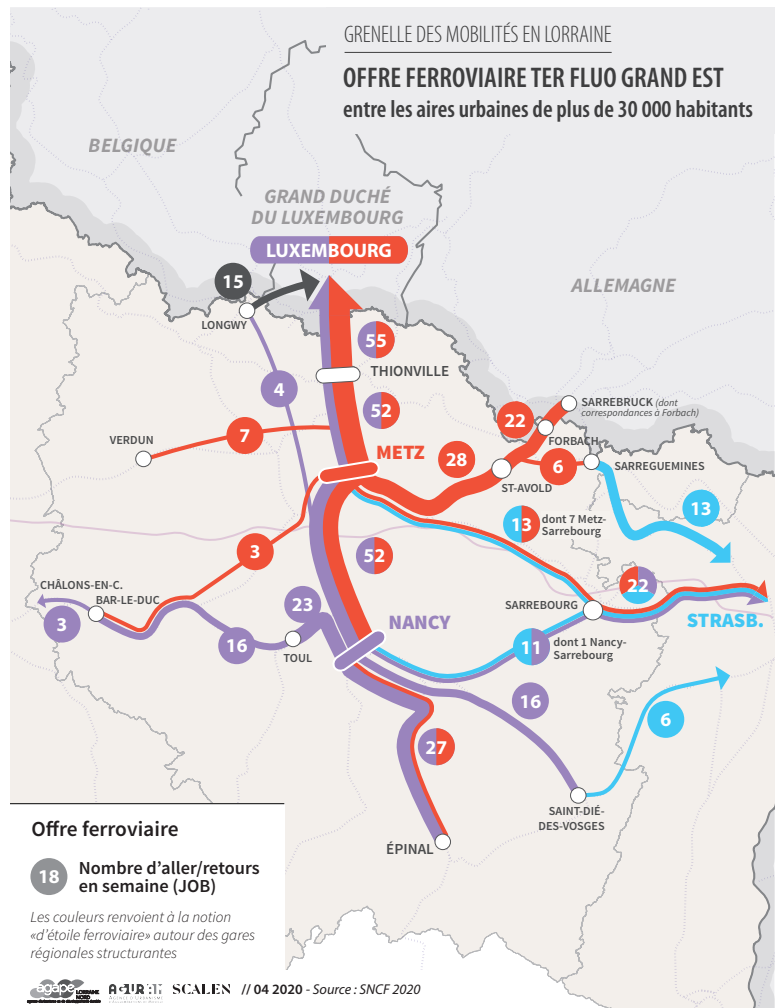 GRENELLE DES MOBILITÉS EN LORRAINE
OFFRE FERROVIAIRE TER FLUO GRAND EST
entre les aires urbaines de plus de 30 000 habitants
BELGIQUE
GRAND DUCHÉ
DU LUXEMBOURG
LUXEMBOURG
ALLEMAGNE
15
LONGWY
55
THIONVILLE
4
52
SARREBRUCK (dont
correspondances à Forbach)
22
FORBACH
VERDUN
7
METZ
28
6
SARREGUEMINES
ST-AVOLD
13
13
dont 7 Metz-
Sarrebourg
3
52
CHÂLONS-EN-C.
BAR-LE-DUC
3
23
22
SARREBOURG
NANCY
STRASB.
16
TOUL
11
dont 1 Nancy-
Sarrebourg
16
6
27
SAINT-DIÉ-
DES-VOSGES
ÉPINAL
Offre ferroviaire
18
Nombre d'aller/retours
en semaine (JOB)
Les couleurs renvoient à la notion
«d'étoile ferroviaire» autour des gares
régionales structurantes
agape LORRAINE
NORD
SCALEN // 04 2020 - Source : SNCF 2020